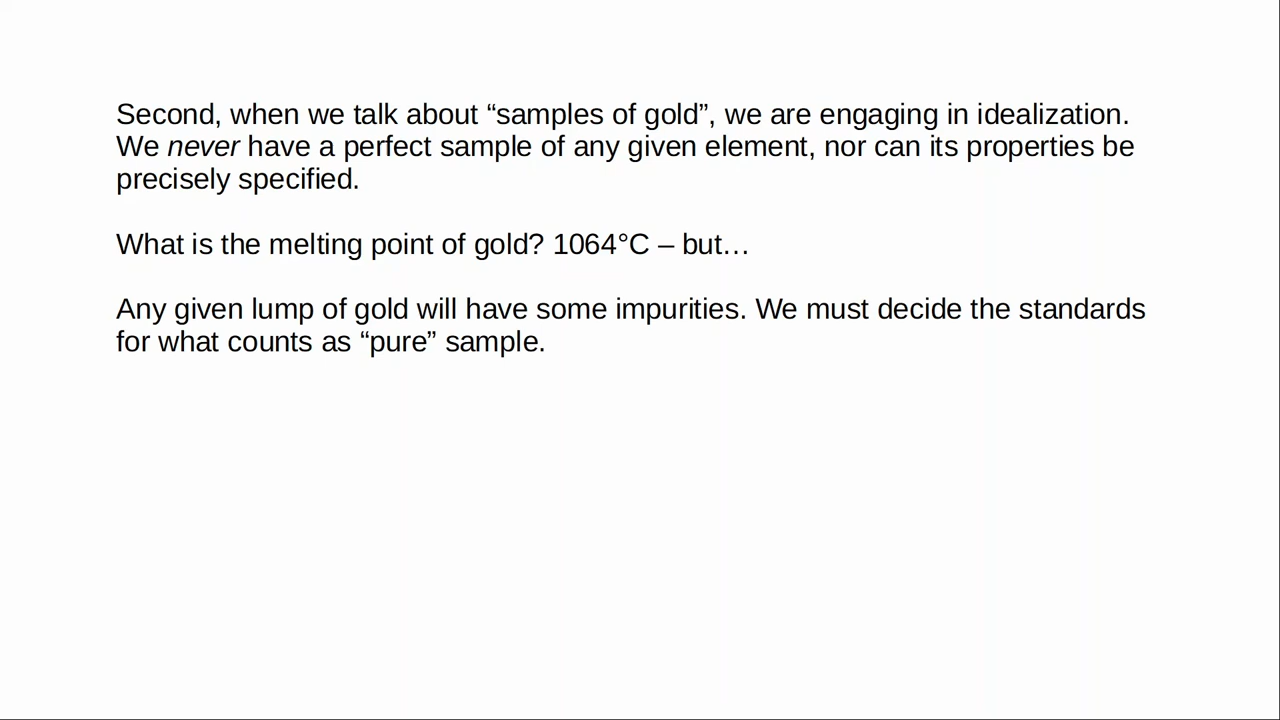 Second, when we talk about “samples of gold”, we are engaging in idealization.
We never have a perfect sample of any given element, nor can its properties be
precisely specified.
What is the melting point of gold? 1064°C – but…
Any given lump of gold will have some impurities. We must decide the standards
for what counts as “pure” sample.